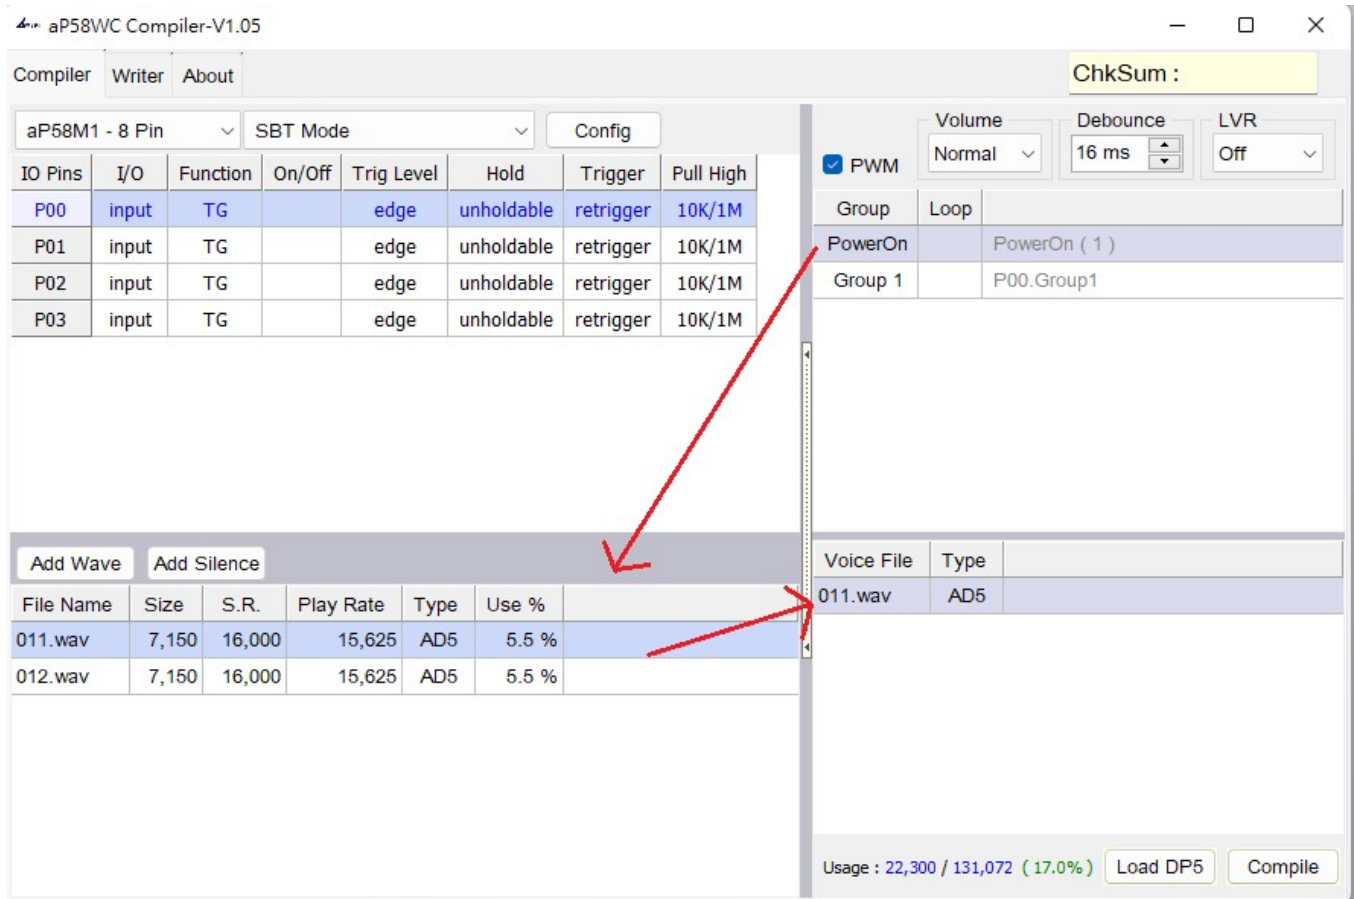 aP58WC Compiler-V1.05
Compiler Writer About ChkSum :
aP58M1 - 8 Pin SBT Mode Config
IO Pins I/O Function On/Off Trig Level Hold Trigger Pull High
P00 input TG edge unholdable retrigger 10K/1M
P01 input TG edge unholdable retrigger 10K/1M
P02 input TG edge unholdable retrigger 10K/1M
P03 input TG edge unholdable retrigger 10K/1M
Volume Debounce LVR
PWM Normal 16 ms Off
Group Loop
PowerOn PowerOn ( 1 )
Group 1 P00.Group1
Add Wave Add Silence
File Name Size S.R. Play Rate Type Use %
011.wav 7,150 16,000 15,625 AD5 5.5 %
012.wav 7,150 16,000 15,625 AD5 5.5 %
Voice File Type
011.wav AD5
Usage : 22,300 / 131,072 ( 17.0% ) Load DP5 Compile